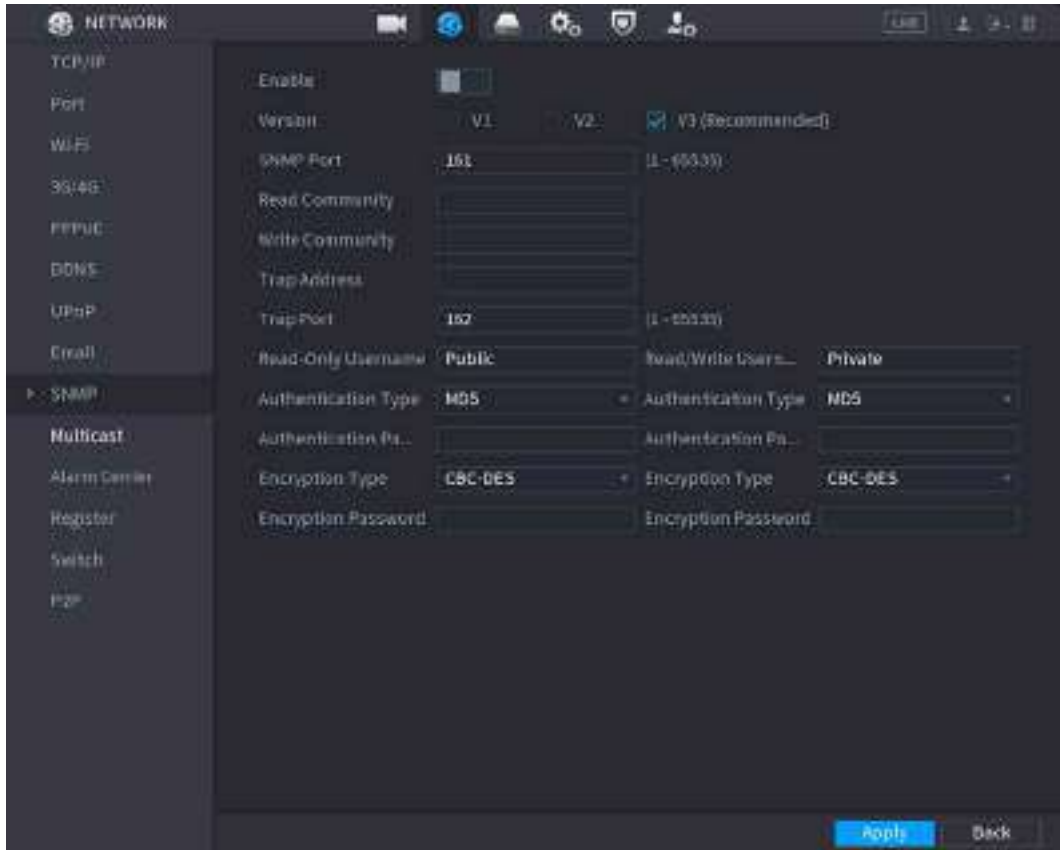 NETWORK LIVE
TCP/IP
Port
Wi-Fi
3G/4G
PPPoE
DDNS
UPnP
Email
SNMP
Multicast
Alarm Center
Register
Switch
P2P
Enable
Version V1 V2 V3 (Recommended)
SNMP Port 161 (1 - 65535)
Read Community
Write Community
Trap Address
Trap Port 162 (1 - 65535)
Read-Only Username Public Read/Write Usern... Private
Authentication Type MD5 Authentication Type MD5
Authentication Pa... Authentication Pa...
Encryption Type CBC-DES Encryption Type CBC-DES
Encryption Password Encryption Password
Apply Back